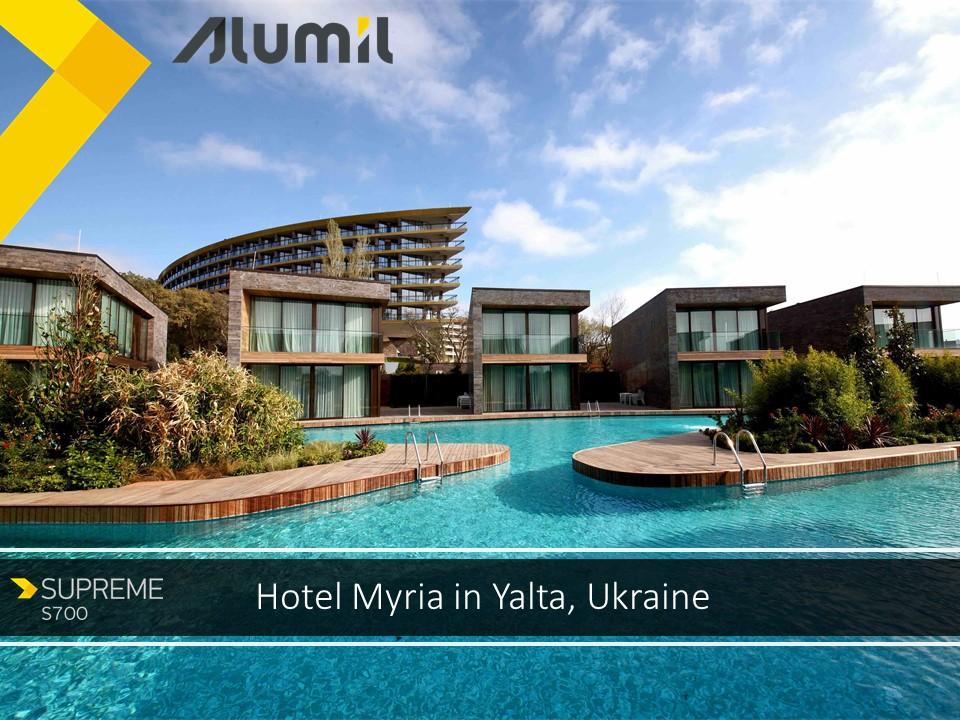 Alumil
SUPREME
S700
Hotel Myria in Yalta, Ukraine